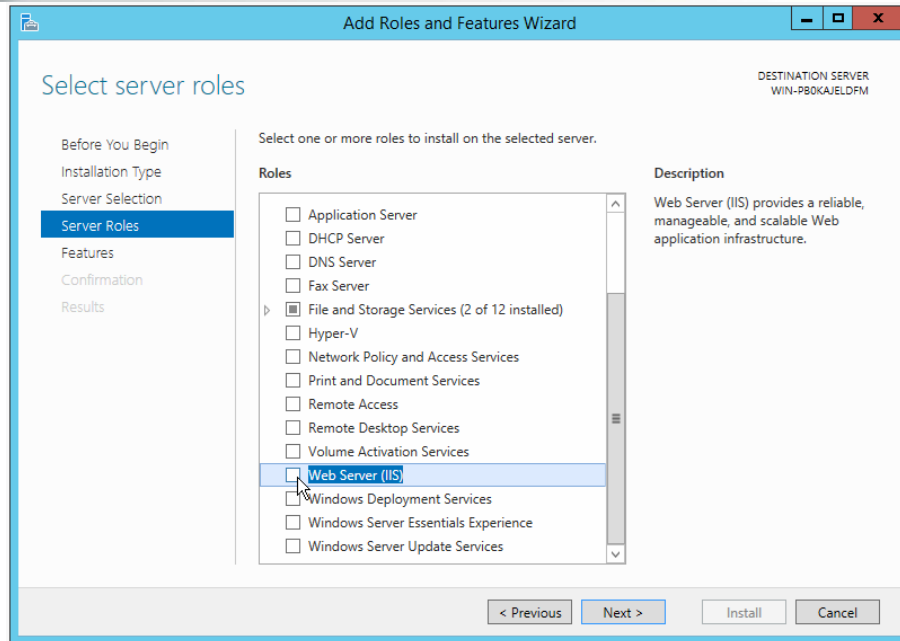 Add Roles and Features Wizard
Select server roles
DESTINATION SERVER
WIN-PB0KAJELDFM
Before You Begin
Installation Type
Server Selection
Server Roles
Features
Confirmation
Results
Select one or more roles to install on the selected server.
Roles
Application Server
DHCP Server
DNS Server
Fax Server
File and Storage Services (2 of 12 installed)
Hyper-V
Network Policy and Access Services
Print and Document Services
Remote Access
Remote Desktop Services
Volume Activation Services
Web Server (IIS)
Windows Deployment Services
Windows Server Essentials Experience
Windows Server Update Services
Description
Web Server (IIS) provides a reliable,
manageable, and scalable Web
application infrastructure.
< Previous
Next >
Install
Cancel